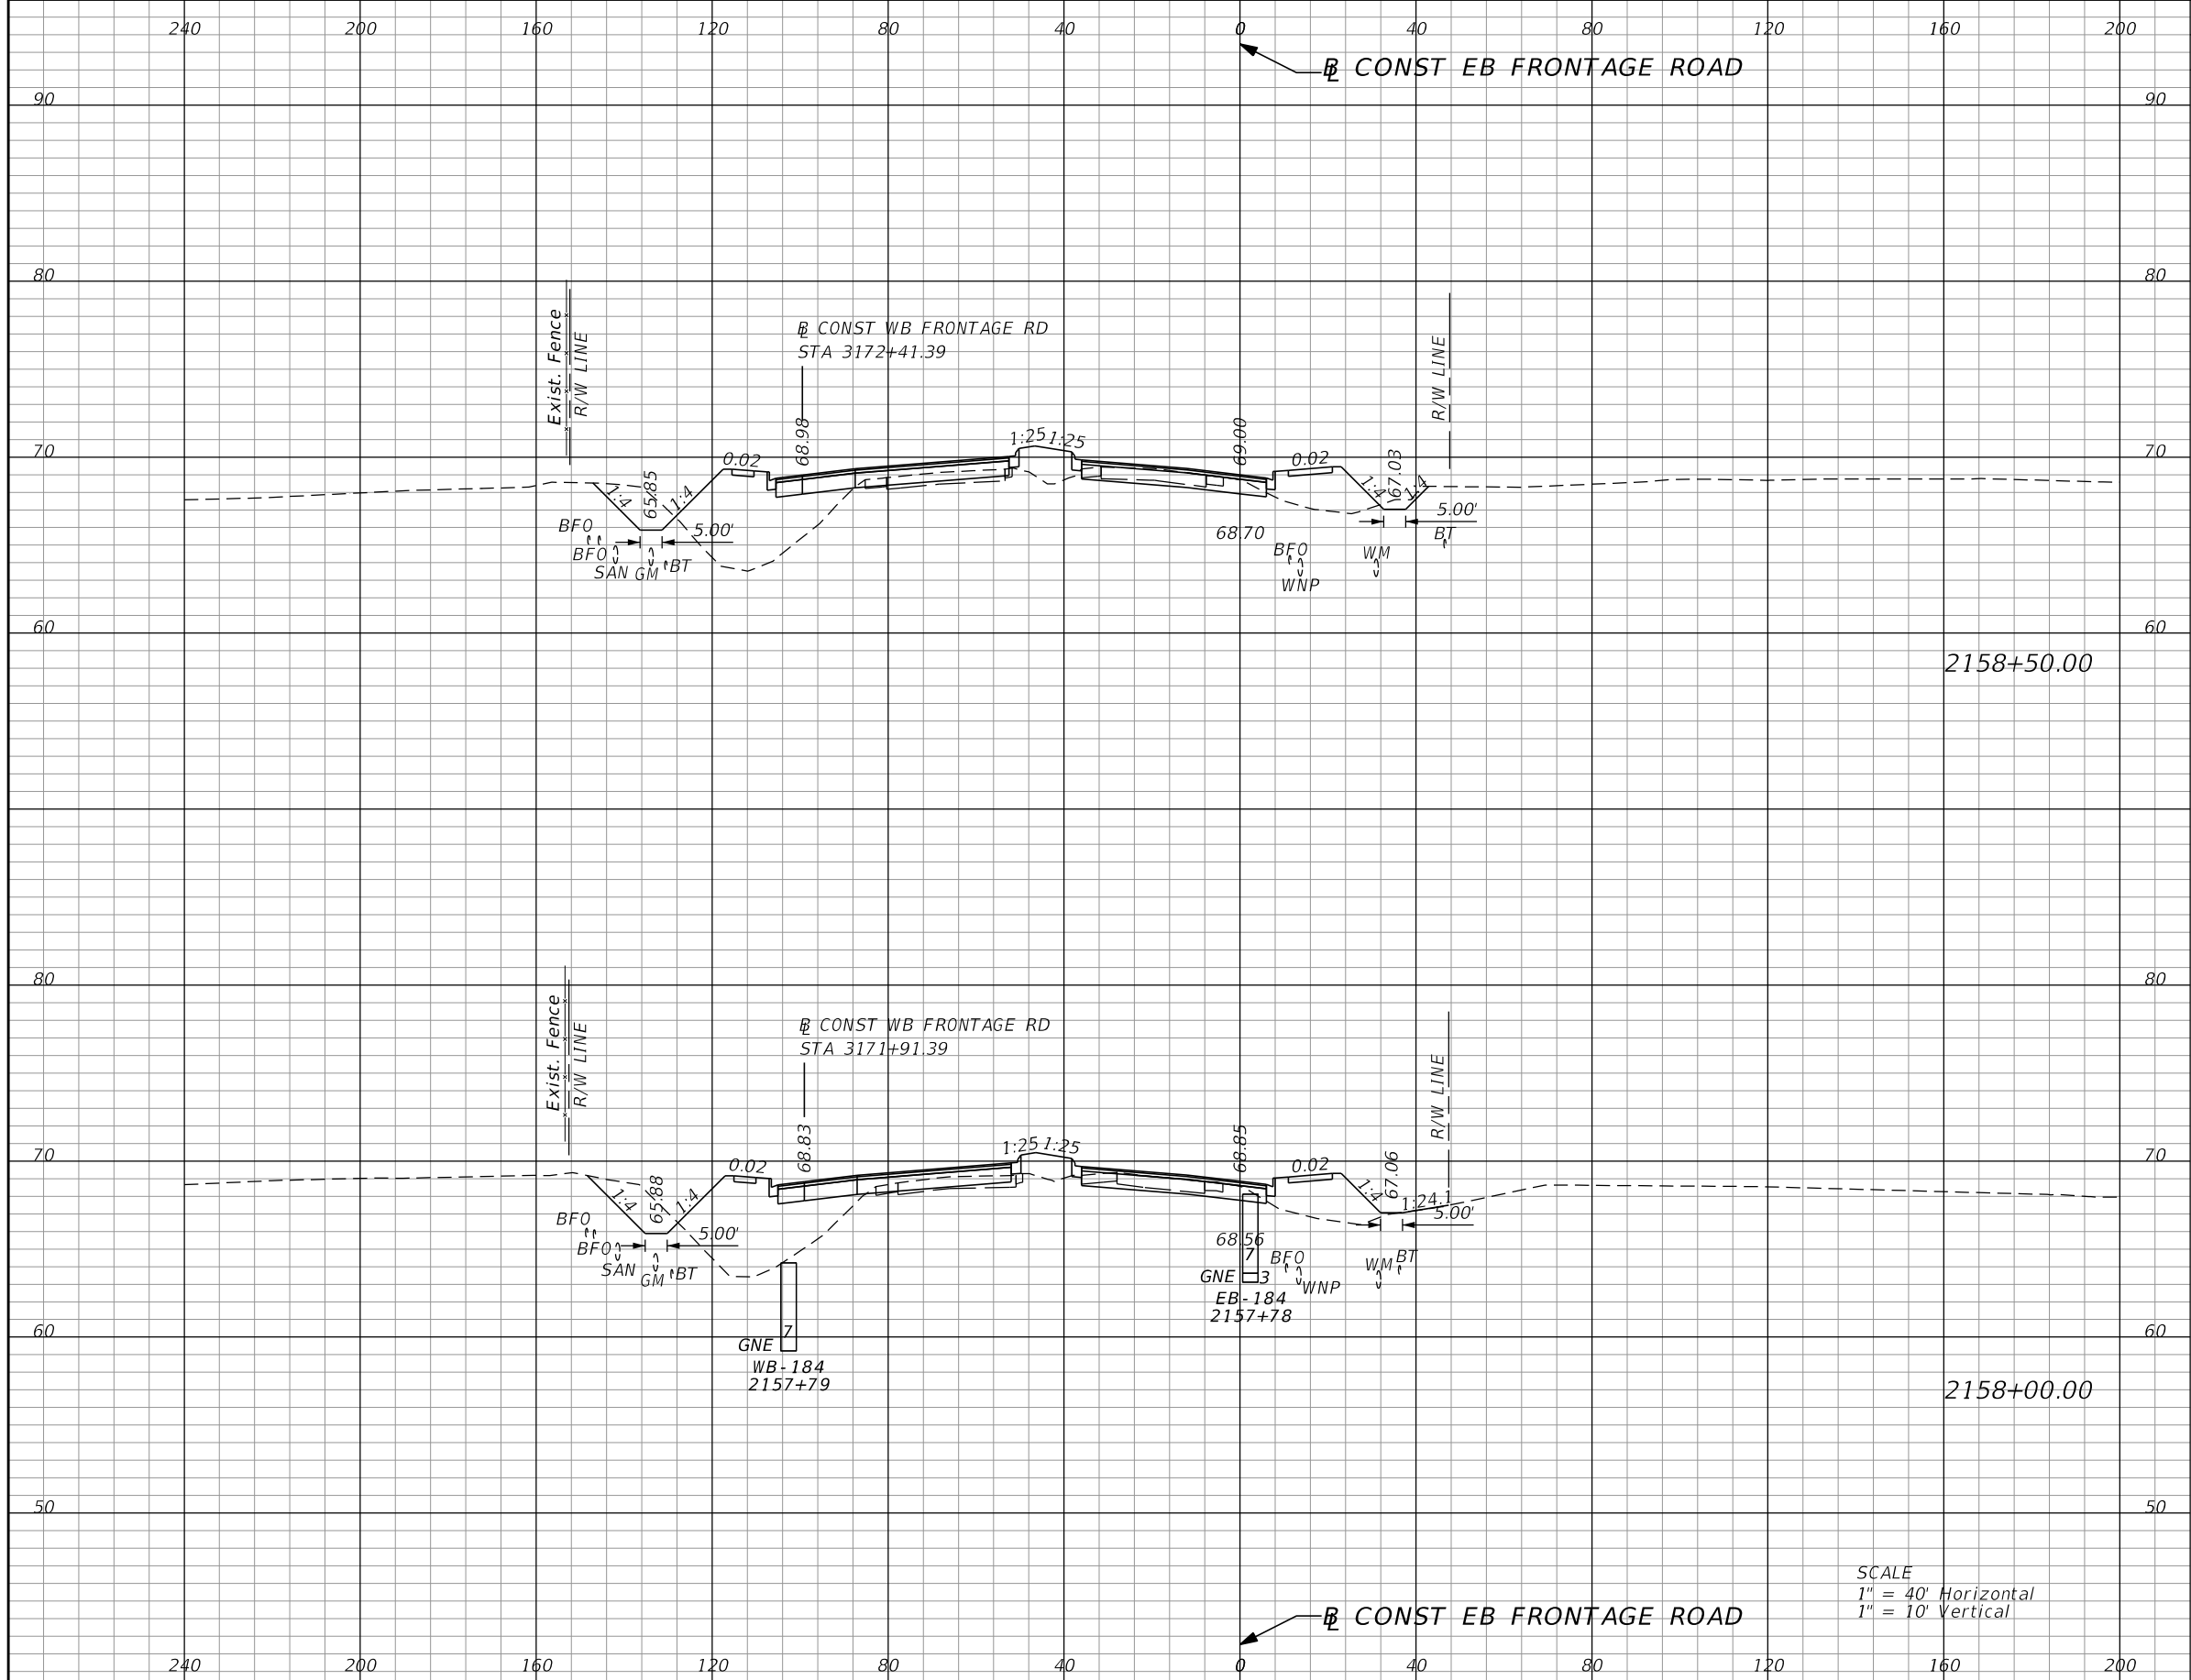 240 200 160 120 80 40 0 40 80 120 160 200
BL CONST EB FRONTAGE ROAD
90 90
80 80
Exist. Fence
R/W LINE
BL CONST WB FRONTAGE RD
STA 3172+41.39
R/W LINE
70 70
1:4
65.85
1:4
0.02
68.98
1:25
1:25
69.00
0.02
1:4
67.03
1:4
BFO
5.00'
68.70
5.00'
BFO
SAN
GM
BT
BFO
WNP
WM
BT
60 60
2158+50.00
80 80
Exist. Fence
R/W LINE
BL CONST WB FRONTAGE RD
STA 3171+91.39
R/W LINE
70 70
1:4
65.88
1:4
0.02
68.83
1:25
1:25
68.85
0.02
1:4
67.06
1:24.1
BFO
5.00'
68.56
5.00'
BFO
SAN
GM
BT
7
BFO
WM
BT
GNE 3
WNP
EB-184
2157+78
60 60
7
GNE
WB-184
2157+79
2158+00.00
50 50
SCALE
1" = 40' Horizontal
1" = 10' Vertical
BL CONST EB FRONTAGE ROAD
240 200 160 120 80 40 0 40 80 120 160 200